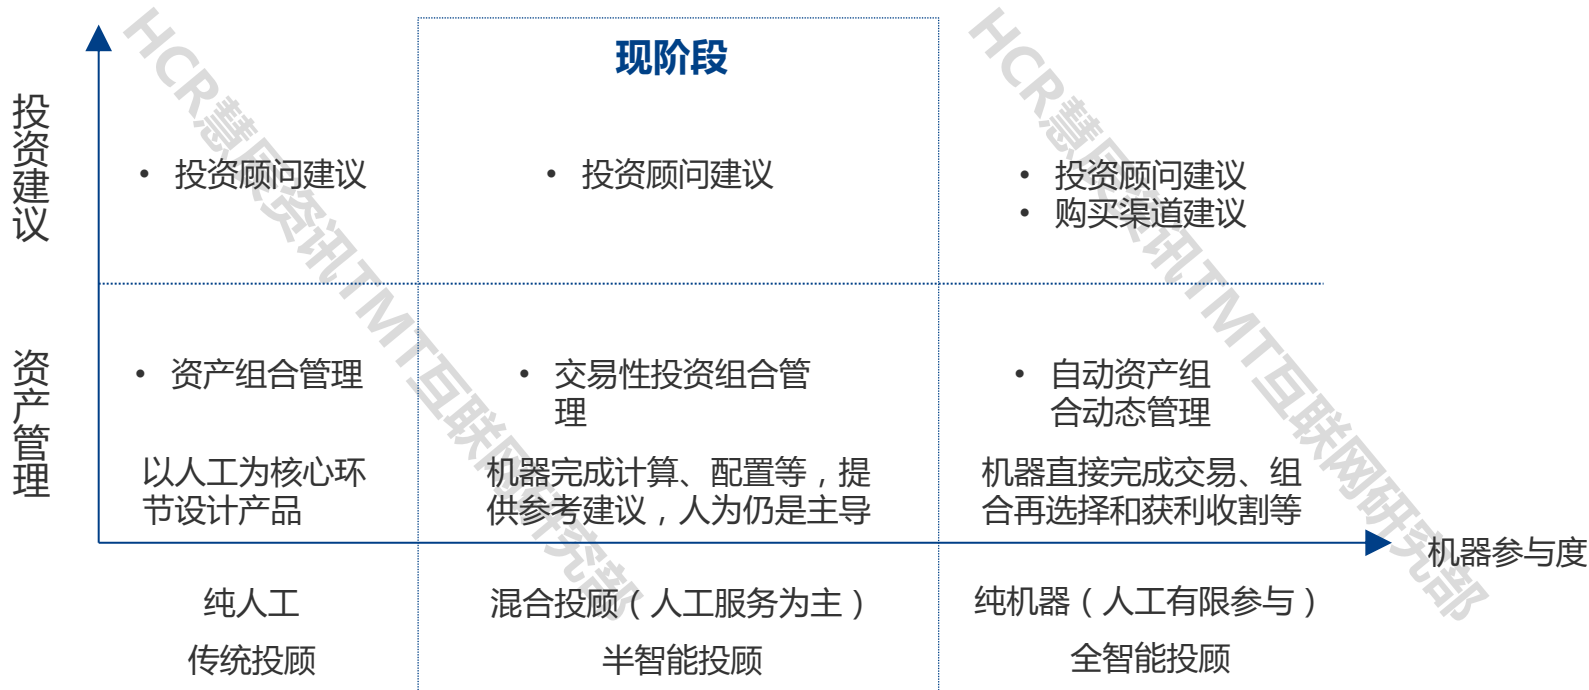 现阶段
投资建议
• 投资顾问建议
• 投资顾问建议
• 投资顾问建议
• 购买渠道建议
资产管理
• 资产组合管理
以人工为核心环
节设计产品
• 交易性投资组合管
理
机器完成计算、配置等，提
供参考建议，人为仍是主导
• 自动资产组
合动态管理
机器直接完成交易、组
合再选择和获利收割等
机器参与度
纯人工
混合投顾（人工服务为主）
纯机器（人工有限参与）
传统投顾
半智能投顾
全智能投顾
HCR慧辰资讯TMT互联网研究部
HCR慧辰资讯TMT互联网研究部